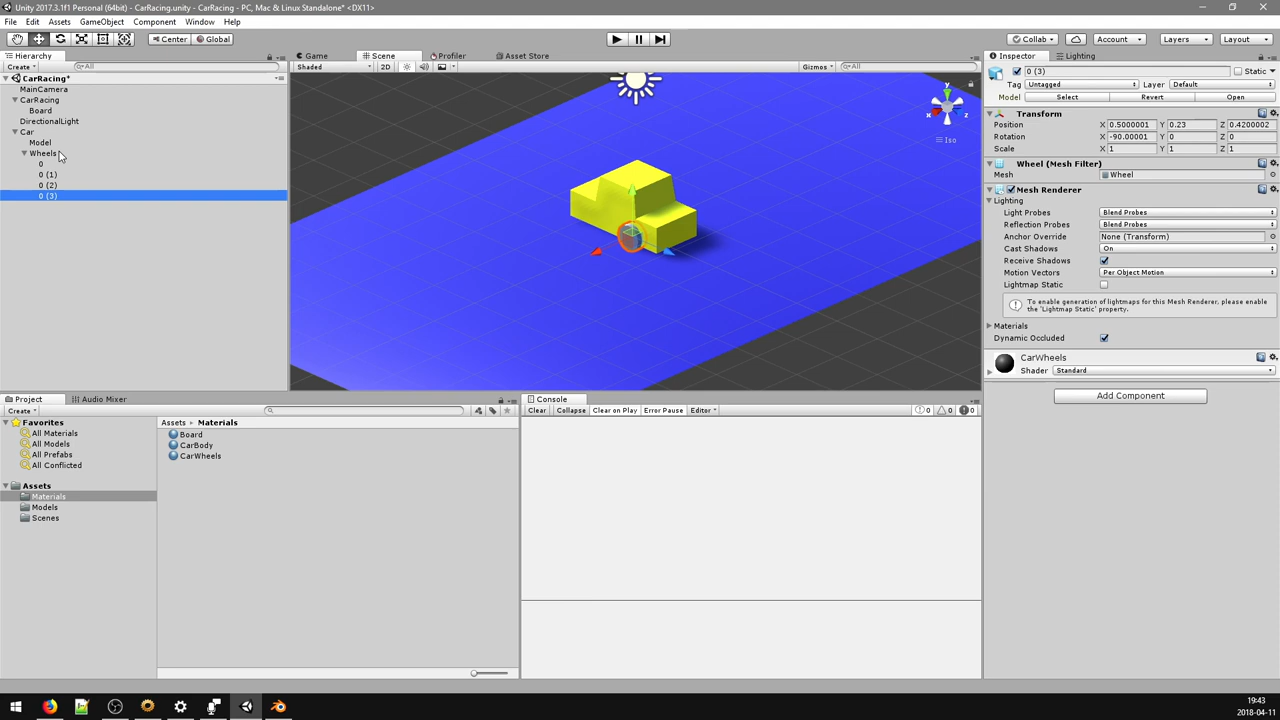 Unity 2017.3.1f1 Personal (64bit) - CarRacing.unity - CarRacing - PC, Mac & Linux Standalone* <DX11>
File Edit Assets GameObject Component Window Help
Center Global Collab Account Layers Layout
Hierarchy Game Scene Profiler Asset Store Inspector Lighting
Create All Shaded 2D Gizmos All
CarRacing*
MainCamera
CarRacing
Board
DirectionalLight
Car
Model
Wheels
0
0 (1)
0 (2)
0 (3)
y
x
z
Iso
0 (3) Static
Tag Untagged Layer Default
Model Select Revert Open
Transform
Position X 0.5000001 Y 0.23 Z 0.4200002
Rotation X -90.00001 Y 0 Z 0
Scale X 1 Y 1 Z 1
Wheel (Mesh Filter)
Mesh Wheel
Mesh Renderer
Lighting
Light Probes Blend Probes
Reflection Probes Blend Probes
Anchor Override None (Transform)
Cast Shadows On
Receive Shadows
Motion Vectors Per Object Motion
Lightmap Static
To enable generation of lightmaps for this Mesh Renderer, please enable
the 'Lightmap Static' property.
Materials
Dynamic Occluded
CarWheels
Shader Standard
Add Component
Project Audio Mixer
Create
Favorites
All Materials
All Models
All Prefabs
All Conflicted
Assets
Materials
Models
Scenes
Assets Materials
Board
CarBody
CarWheels
Console
Clear Collapse Clear on Play Error Pause Editor 0 0 0
19:43
2018-04-11